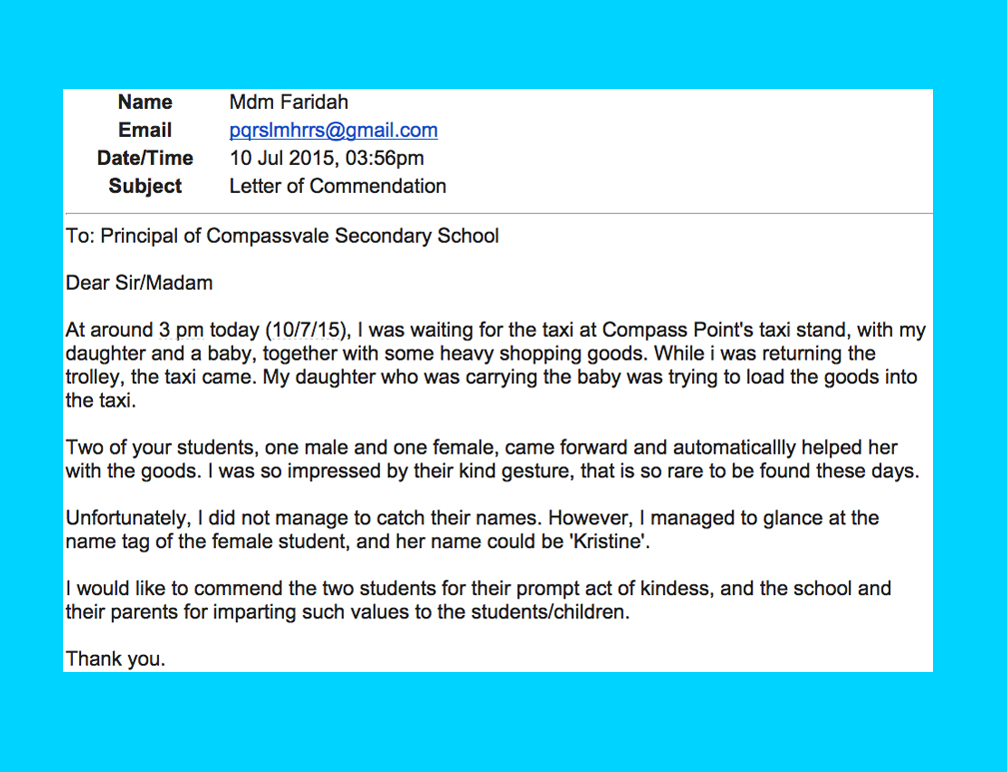 Name Mdm Faridah
Email pqrslmhrrs@gmail.com
Date/Time 10 Jul 2015, 03:56pm
Subject Letter of Commendation
To: Principal of Compassvale Secondary School
Dear Sir/Madam
At around 3 pm today (10/7/15), I was waiting for the taxi at Compass Point's taxi stand, with my
daughter and a baby, together with some heavy shopping goods. While i was returning the
trolley, the taxi came. My daughter who was carrying the baby was trying to load the goods into
the taxi.
Two of your students, one male and one female, came forward and automaticallly helped her
with the goods. I was so impressed by their kind gesture, that is so rare to be found these days.
Unfortunately, I did not manage to catch their names. However, I managed to glance at the
name tag of the female student, and her name could be 'Kristine'.
I would like to commend the two students for their prompt act of kindess, and the school and
their parents for imparting such values to the students/children.
Thank you.